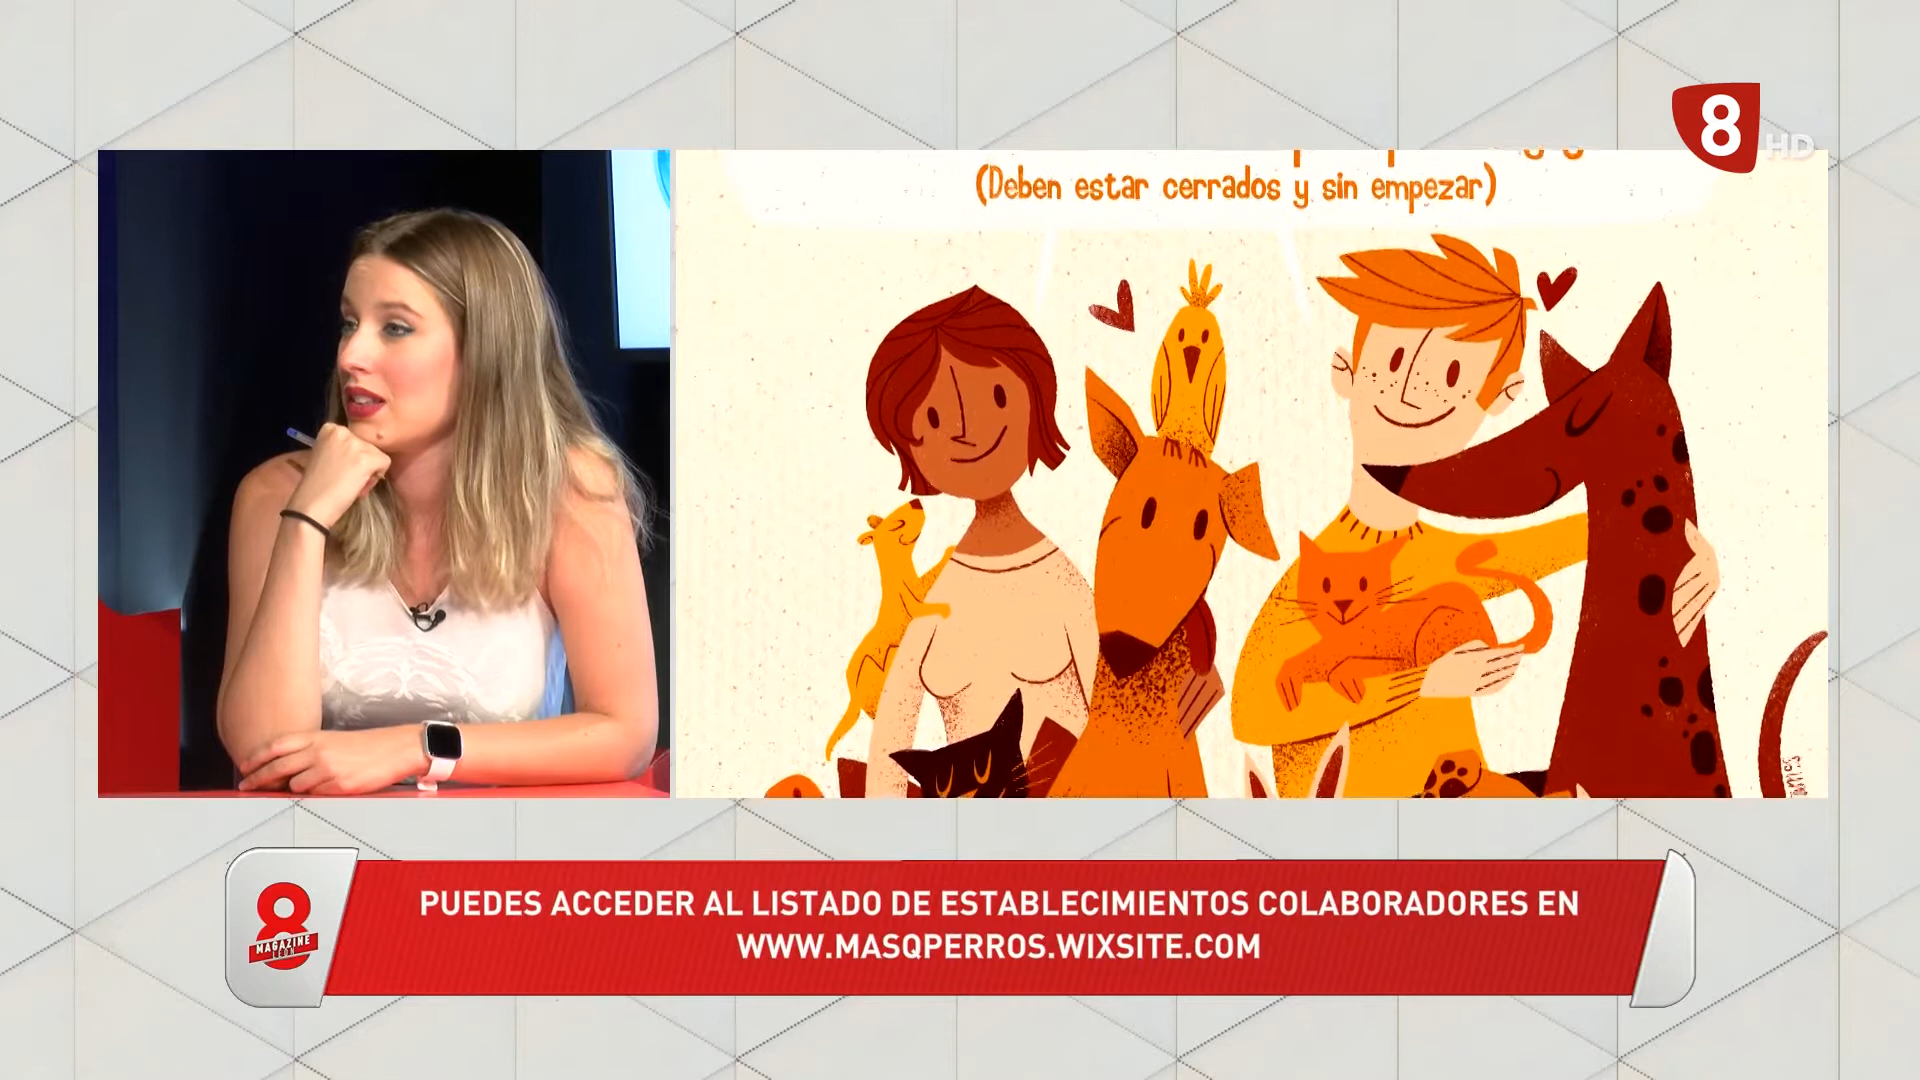 8
HD
(Deben estar cerrados y sin empezar)
8
MAGAZINE
LEÓN
PUEDES ACCEDER AL LISTADO DE ESTABLECIMIENTOS COLABORADORES EN
WWW.MASQPERROS.WIXSITE.COM